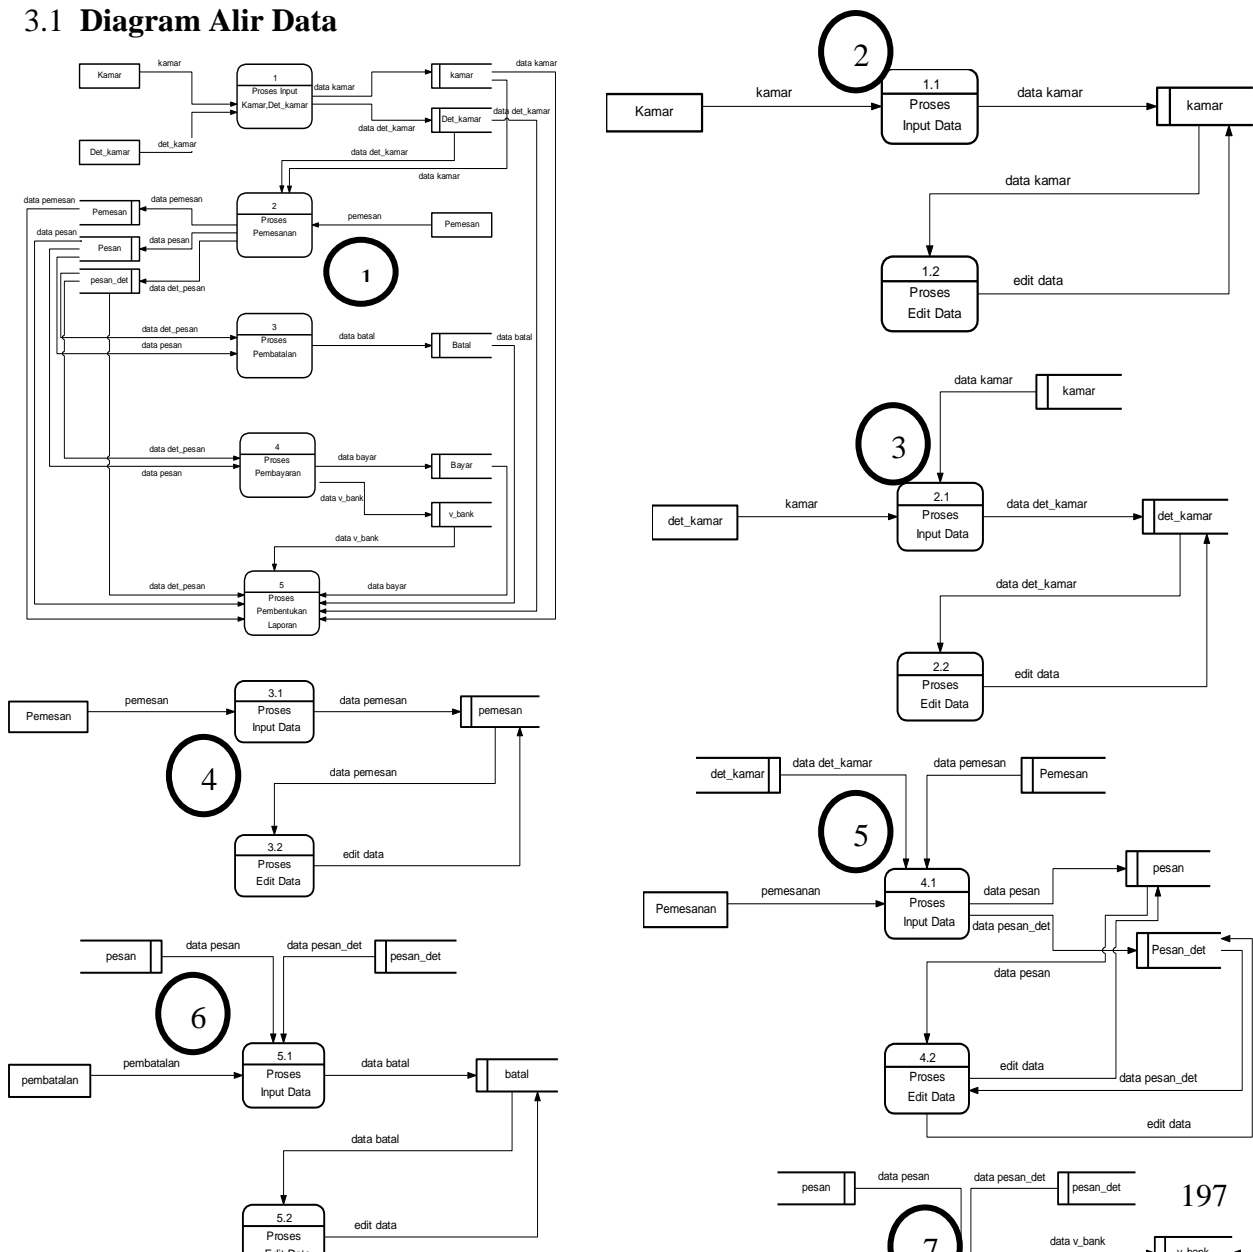 3.1 Diagram Alir Data
kamar
Kamar
1
Proses Input
Kamar,Det_kamar
data kamar
kamar
data kamar
Det_kamar
det_kamar
data det_kamar
Det_kamar
data det_kamar
data det_kamar
data kamar
data pemesan
Pemesan
data pemesan
2
Proses
Pemesanan
pemesan
Pemesan
data pesan
Pesan
data pesan
pesan_det
data det_pesan
1
data det_pesan
data pesan
3
Proses
Pembatalan
data batal
Batal
data batal
data det_pesan
data pesan
4
Proses
Pembayaran
data bayar
Bayar
data v_bank
v_bank
data v_bank
data det_pesan
5
Proses
Pembentukan
Laporan
data bayar
2
Kamar
kamar
1.1
Proses
Input Data
data kamar
kamar
data kamar
1.2
Proses
Edit Data
edit data
data kamar
kamar
3
det_kamar
kamar
2.1
Proses
Input Data
data det_kamar
det_kamar
data det_kamar
2.2
Proses
Edit Data
edit data
Pemesan
pemesan
3.1
Proses
Input Data
data pemesan
pemesan
4
data pemesan
3.2
Proses
Edit Data
edit data
det_kamar
data det_kamar
data pemesan
Pemesan
5
Pemesanan
pemesanan
4.1
Proses
Input Data
data pesan
pesan
data pesan_det
Pesan_det
data pesan
4.2
Proses
Edit Data
edit data
data pesan_det
edit data
pesan
data pesan
data pesan_det
pesan_det
6
pembatalan
pembatalan
5.1
Proses
Input Data
data batal
batal
data batal
5.2
Proses
Edit Data
edit data
pesan
data pesan
data pesan_det
pesan_det
197
7
data v_bank
v_bank